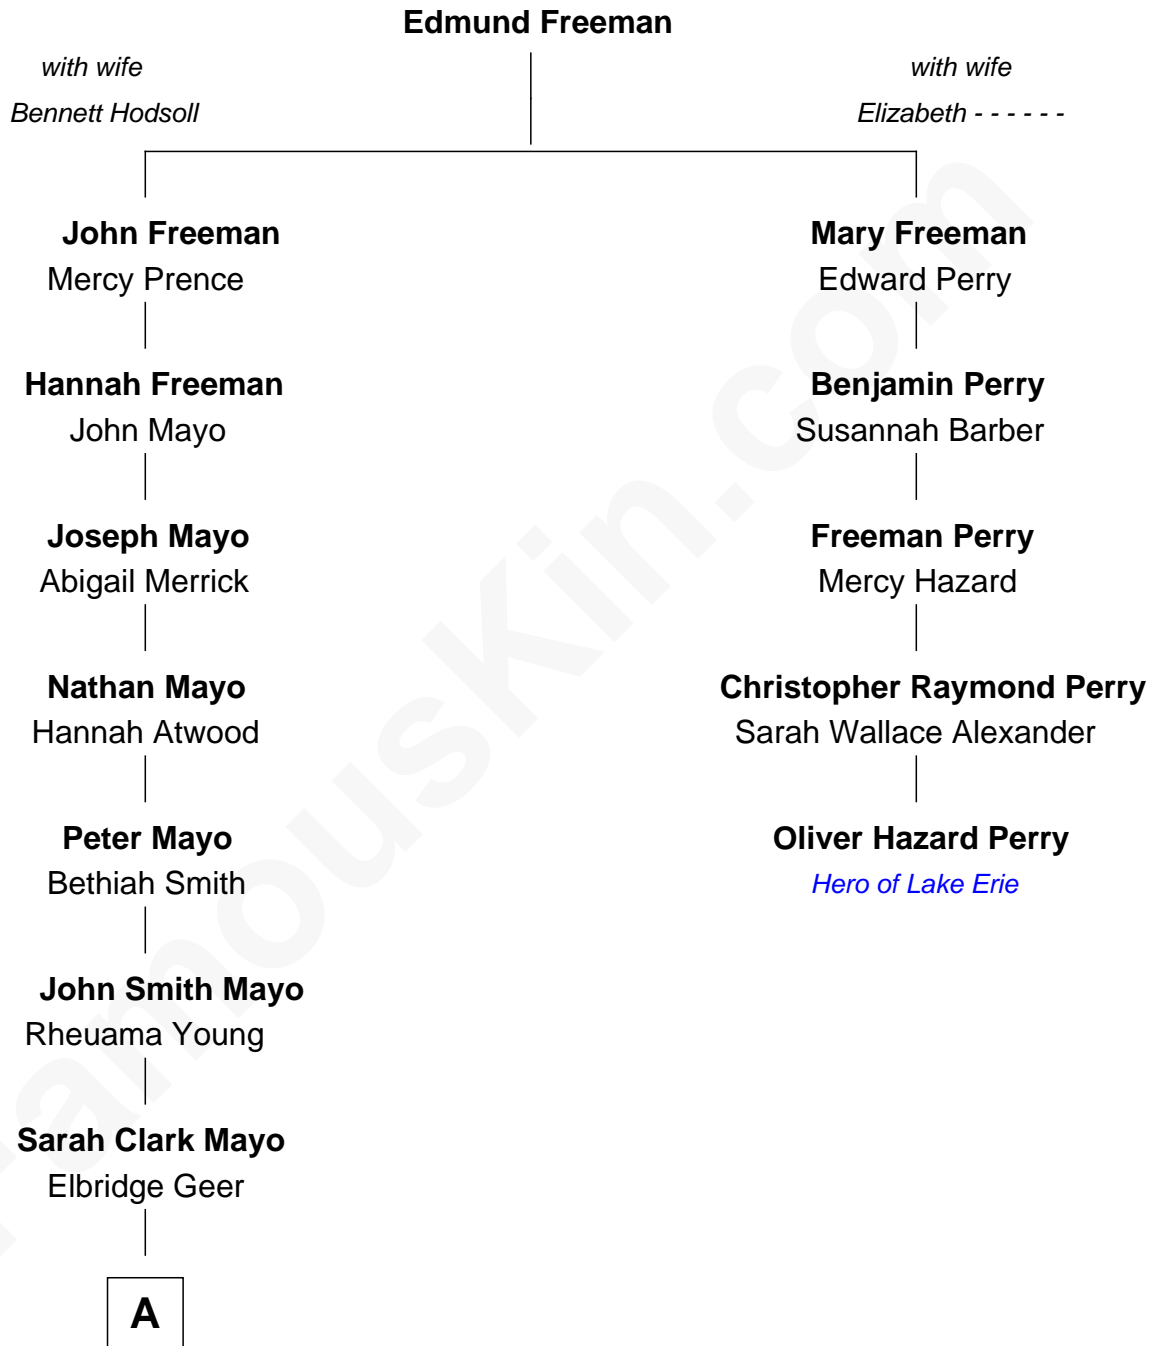 Edmund Freeman
with wife
Bennett Hodsoll
with wife
Elizabeth - - - - - -
John Freeman
Mercy Prence
Mary Freeman
Edward Perry
Hannah Freeman
John Mayo
Benjamin Perry
Susannah Barber
Joseph Mayo
Abigail Merrick
Freeman Perry
Mercy Hazard
Nathan Mayo
Hannah Atwood
Christopher Raymond Perry
Sarah Wallace Alexander
Peter Mayo
Bethiah Smith
Oliver Hazard Perry
Hero of Lake Erie
John Smith Mayo
Rheuama Young
Sarah Clark Mayo
Elbridge Geer
A
FamousKin.com